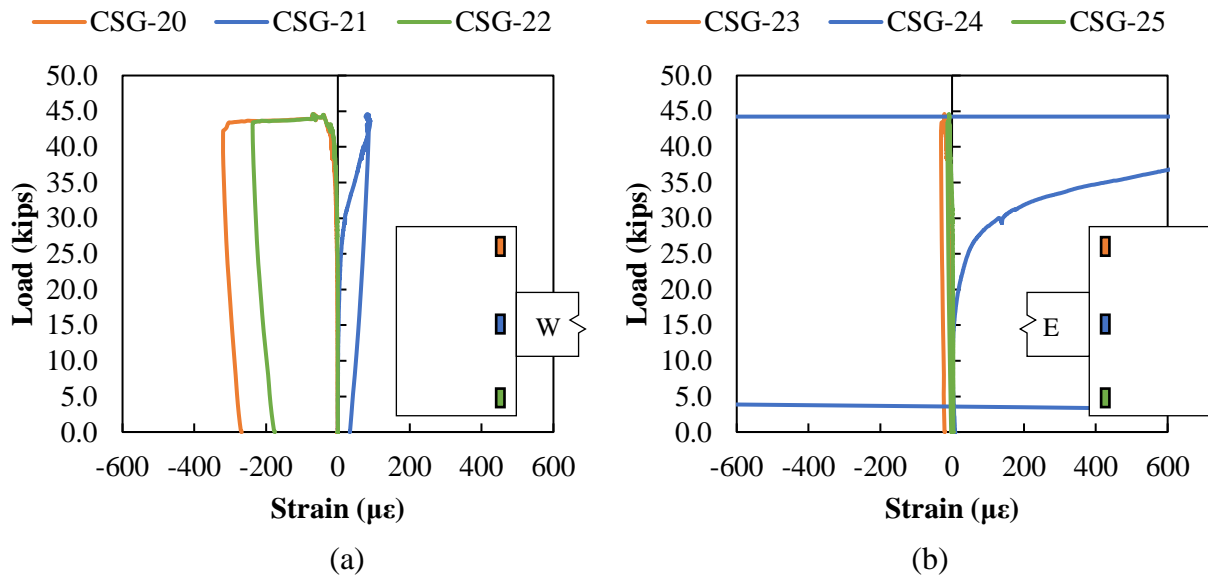 CSG-20 CSG-21 CSG-22
50.0
45.0
40.0
35.0
30.0
25.0
20.0
15.0
10.0
5.0
0.0
Load (kips)
W
-600 -400 -200 0 200 400 600
Strain (με)
(a)
CSG-23 CSG-24 CSG-25
50.0
45.0
40.0
35.0
30.0
25.0
20.0
15.0
10.0
5.0
0.0
Load (kips)
E
-600 -400 -200 0 200 400 600
Strain (με)
(b)